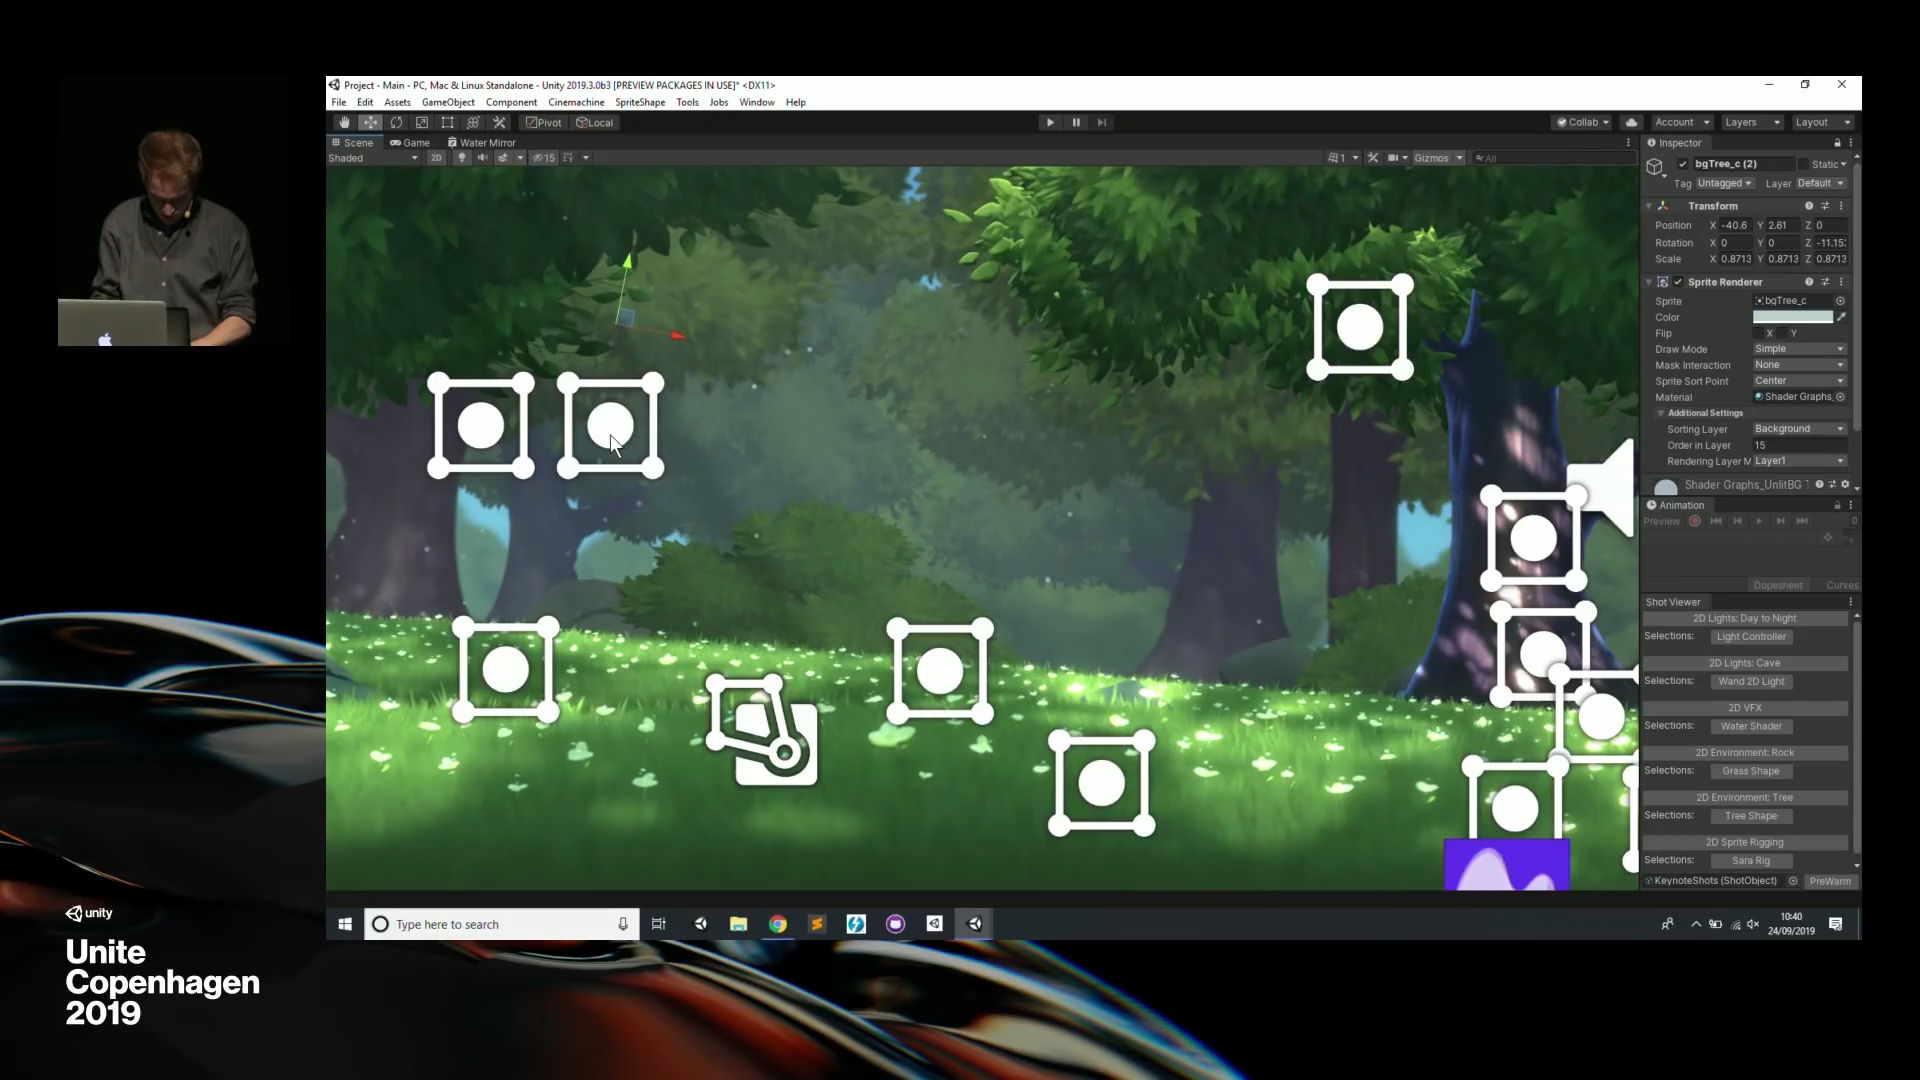 Project - Main - PC, Mac & Linux Standalone - Unity 2019.3.0b3 [PREVIEW PACKAGES IN USE]* <DX11>
File Edit Assets GameObject Component Cinemachine SpriteShape Tools Jobs Window Help
Pivot Local Collab Account Layers Layout
Scene Game Water Mirror
Shaded 2D 15 1 Gizmos All
Inspector
bgTree_c (2) Static
Tag Untagged Layer Default
Transform
Position X -40.6 Y 2.61 Z 0
Rotation X 0 Y 0 Z -11.15
Scale X 0.8713 Y 0.8713 Z 0.8713
Sprite Renderer
Sprite bgTree_c
Color
Flip X Y
Draw Mode Simple
Mask Interaction None
Sprite Sort Point Center
Material Shader Graphs_
Additional Settings
Sorting Layer Background
Order in Layer 15
Rendering Layer M Layer1
Shader Graphs_UnlitBG
Animation
Preview 0
Dopesheet Curves
Shot Viewer
2D Lights: Day to Night
Selections: Light Controller
2D Lights: Cave
Selections: Wand 2D Light
2D VFX
Selections: Water Shader
2D Environment: Rock
Selections: Grass Shape
2D Environment: Tree
Selections: Tree Shape
2D Sprite Rigging
Selections: Sara Rig
KeynoteShots (ShotObject) PreWarm
Type here to search
10:40
24/09/2019
unity
Unite
Copenhagen
2019